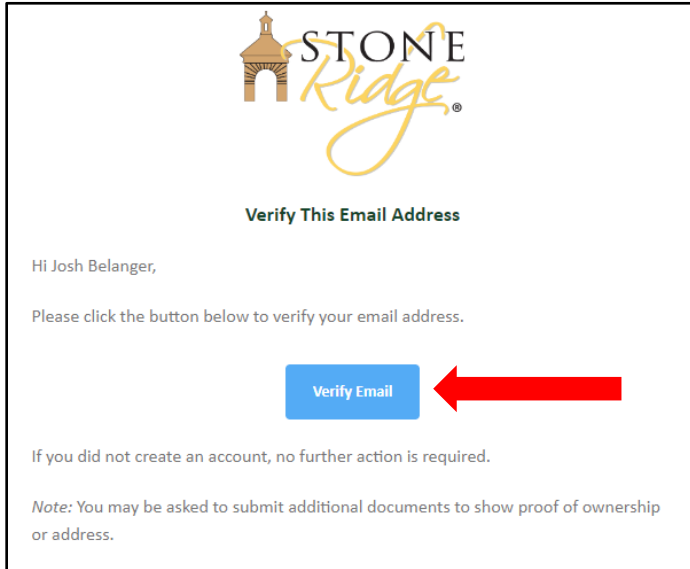 STONE
Ridge®
Verify This Email Address
Hi Josh Belanger,
Please click the button below to verify your email address.
Verify Email
If you did not create an account, no further action is required.
Note: You may be asked to submit additional documents to show proof of ownership
or address.